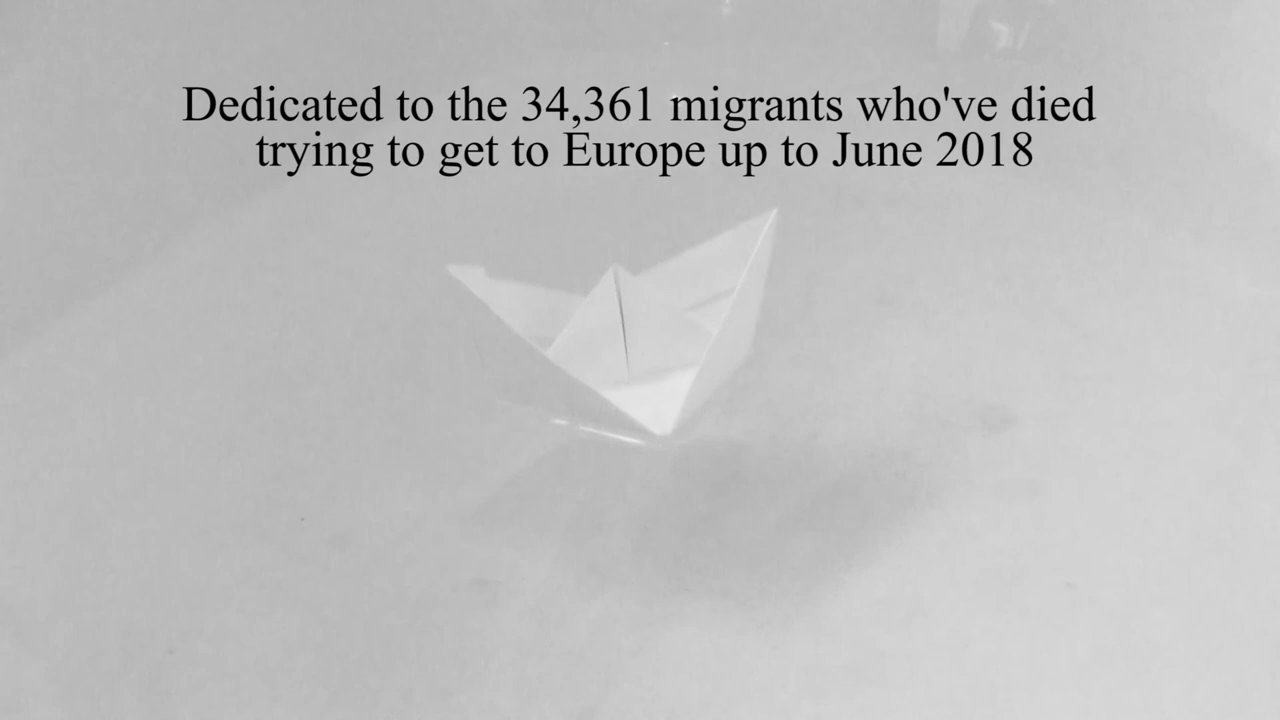 Dedicated to the 34,361 migrants who've died
trying to get to Europe up to June 2018